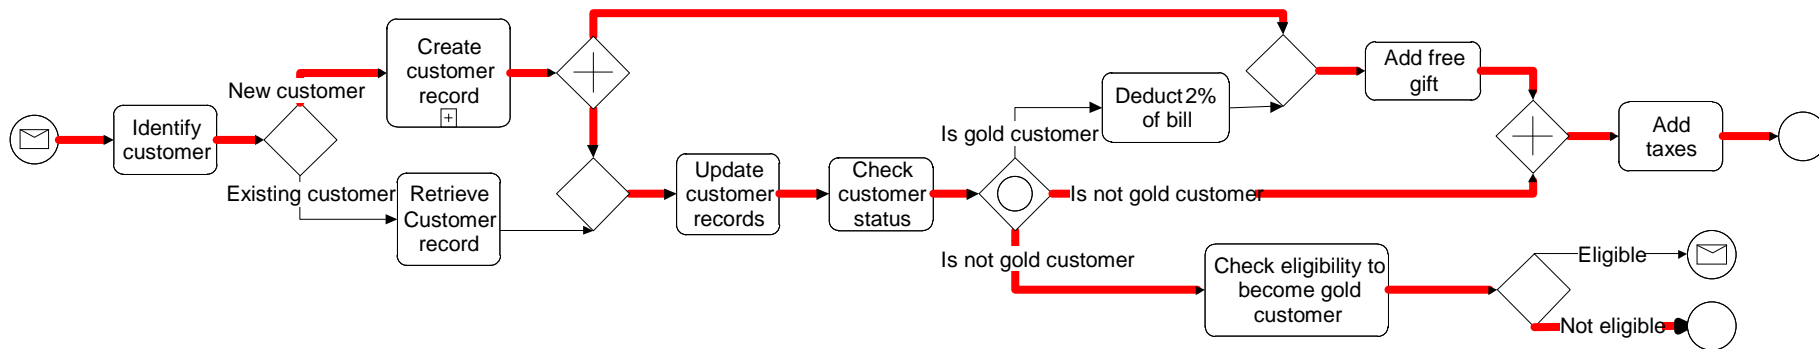 New customer
Create
customer
record
Identify
customer
Existing customer
Retrieve
Customer
record
Update
customer
records
Check
customer
status
Is gold customer
Deduct 2%
of bill
Add free
gift
Is not gold customer
Add
taxes
Is not gold customer
Check eligibility to
become gold
customer
Eligible
Not eligible